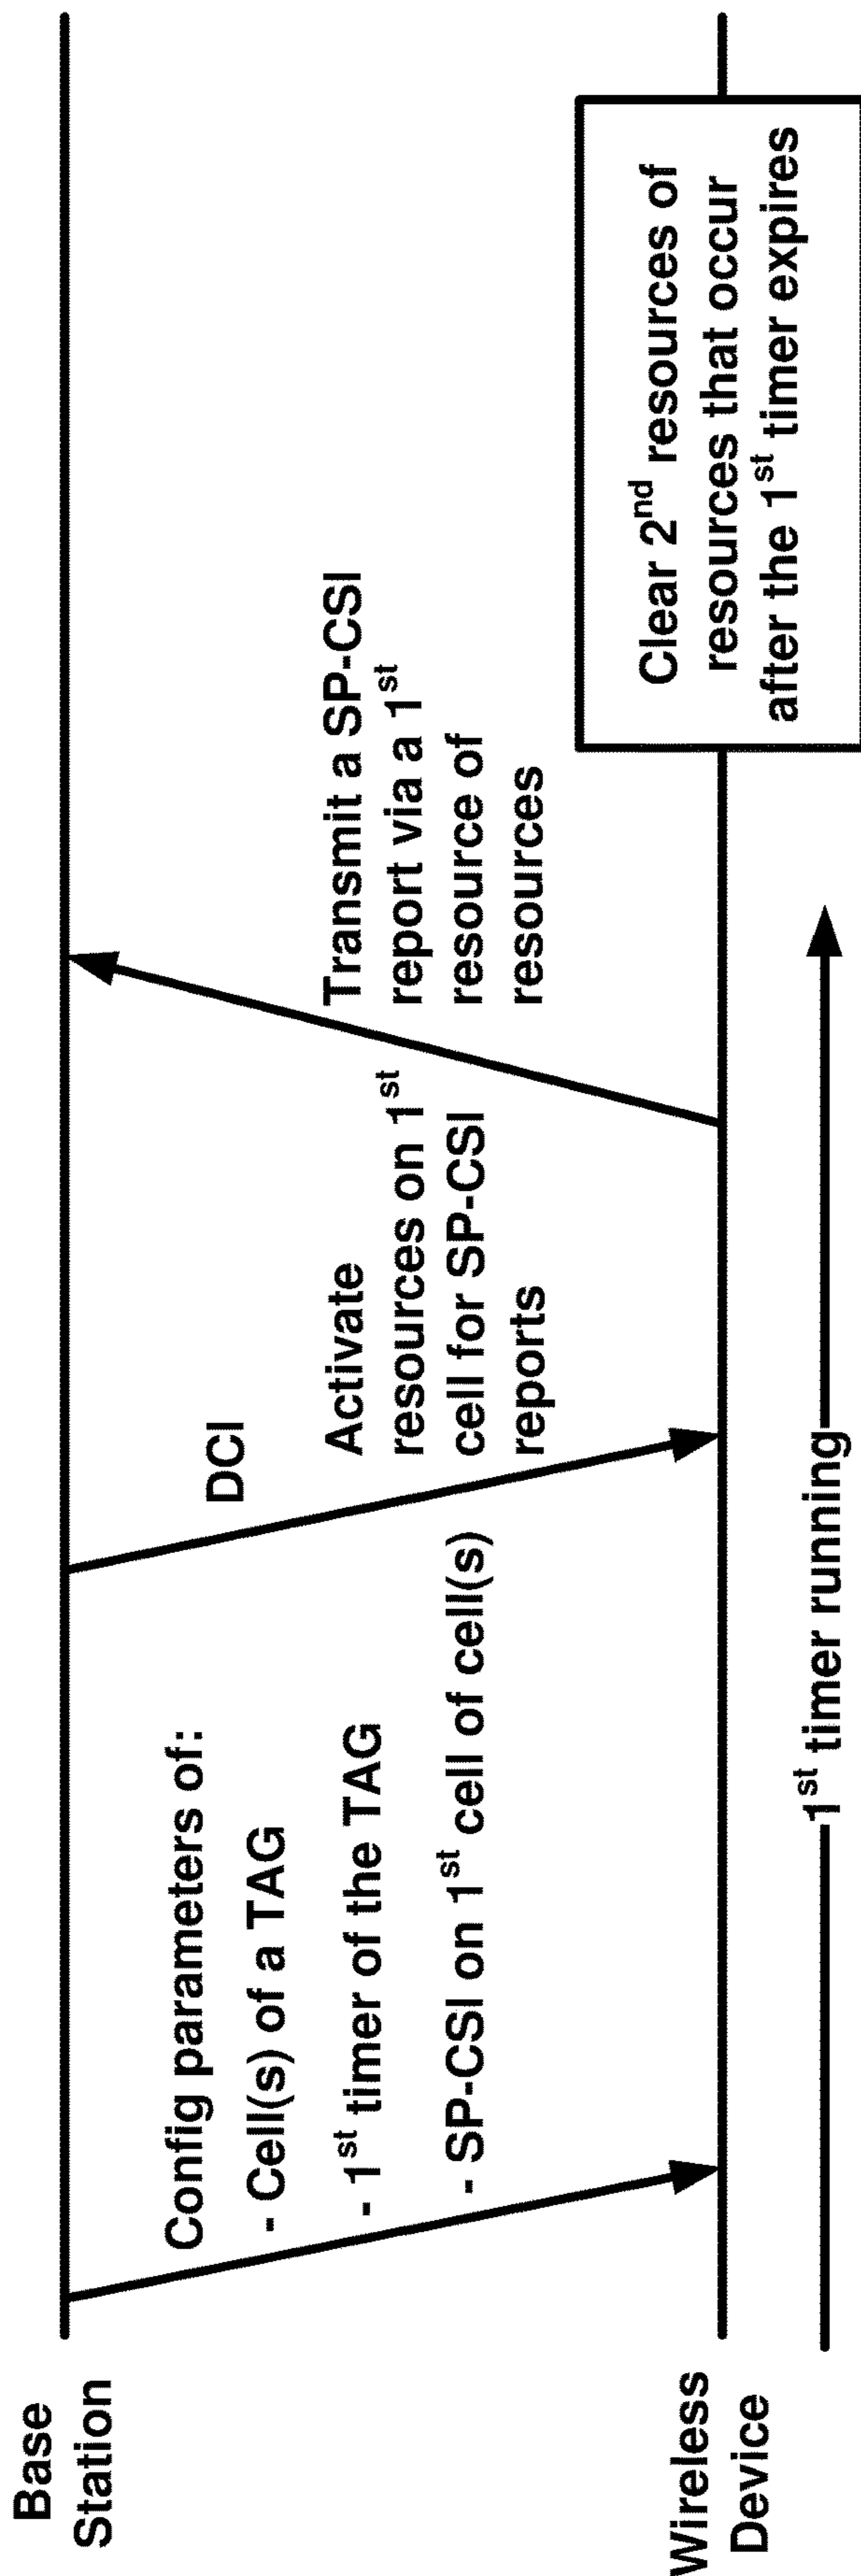 Base
Station
Config parameters of:
- Cell(s) of a TAG
- 1st timer of the TAG
- SP-CSI on 1st cell of cell(s)
DCI
Activate
resources on 1st
cell for SP-CSI
reports
Transmit a SP-CSI
report via a 1st
resource of
resources
Clear 2nd resources of
resources that occur
after the 1st timer expires
Wireless
Device
1st timer running